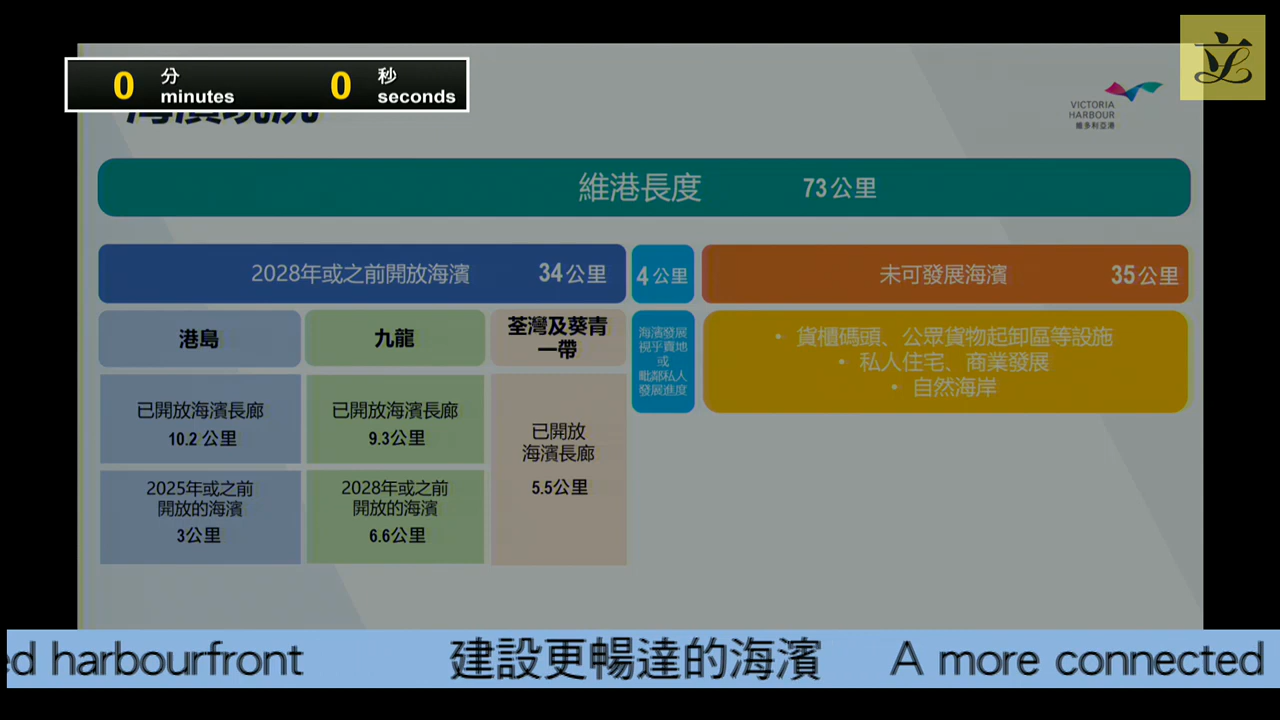 0 分 minutes 0 秒 seconds
VICTORIA
HARBOUR
維多利亞港
維港長度 73公里
2028年或之前開放海濱 34公里
4公里
未可發展海濱 35公里
港島
九龍
荃灣及葵青
一帶
海濱發展
視乎賣地
或
毗鄰私人
發展進度
• 貨櫃碼頭、公眾貨物起卸區等設施
• 私人住宅、商業發展
• 自然海岸
已開放海濱長廊
10.2 公里
已開放海濱長廊
9.3公里
已開放
海濱長廊
5.5公里
2025年或之前
開放的海濱
3公里
2028年或之前
開放的海濱
6.6公里
ed harbourfront 建設更暢達的海濱 A more connected